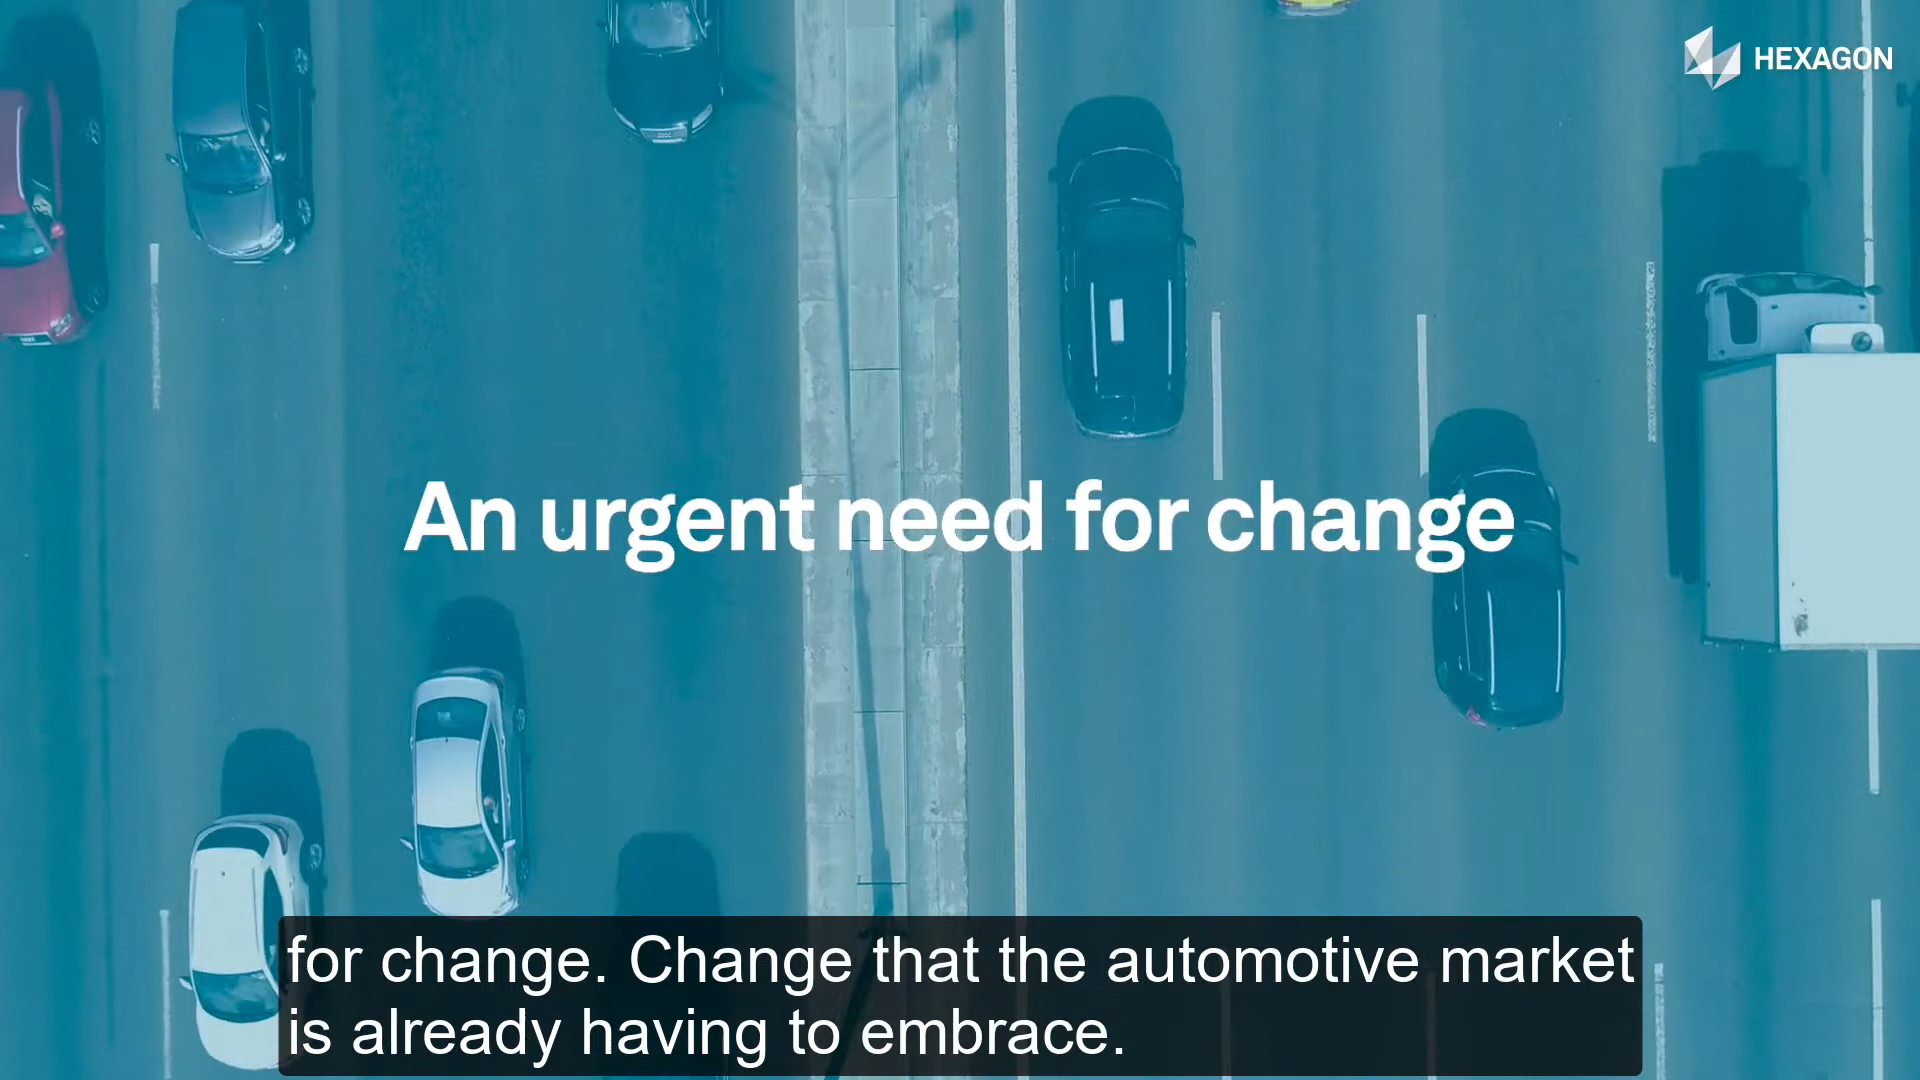 HEXAGON
An urgent need for change
for change. Change that the automotive market
is already having to embrace.